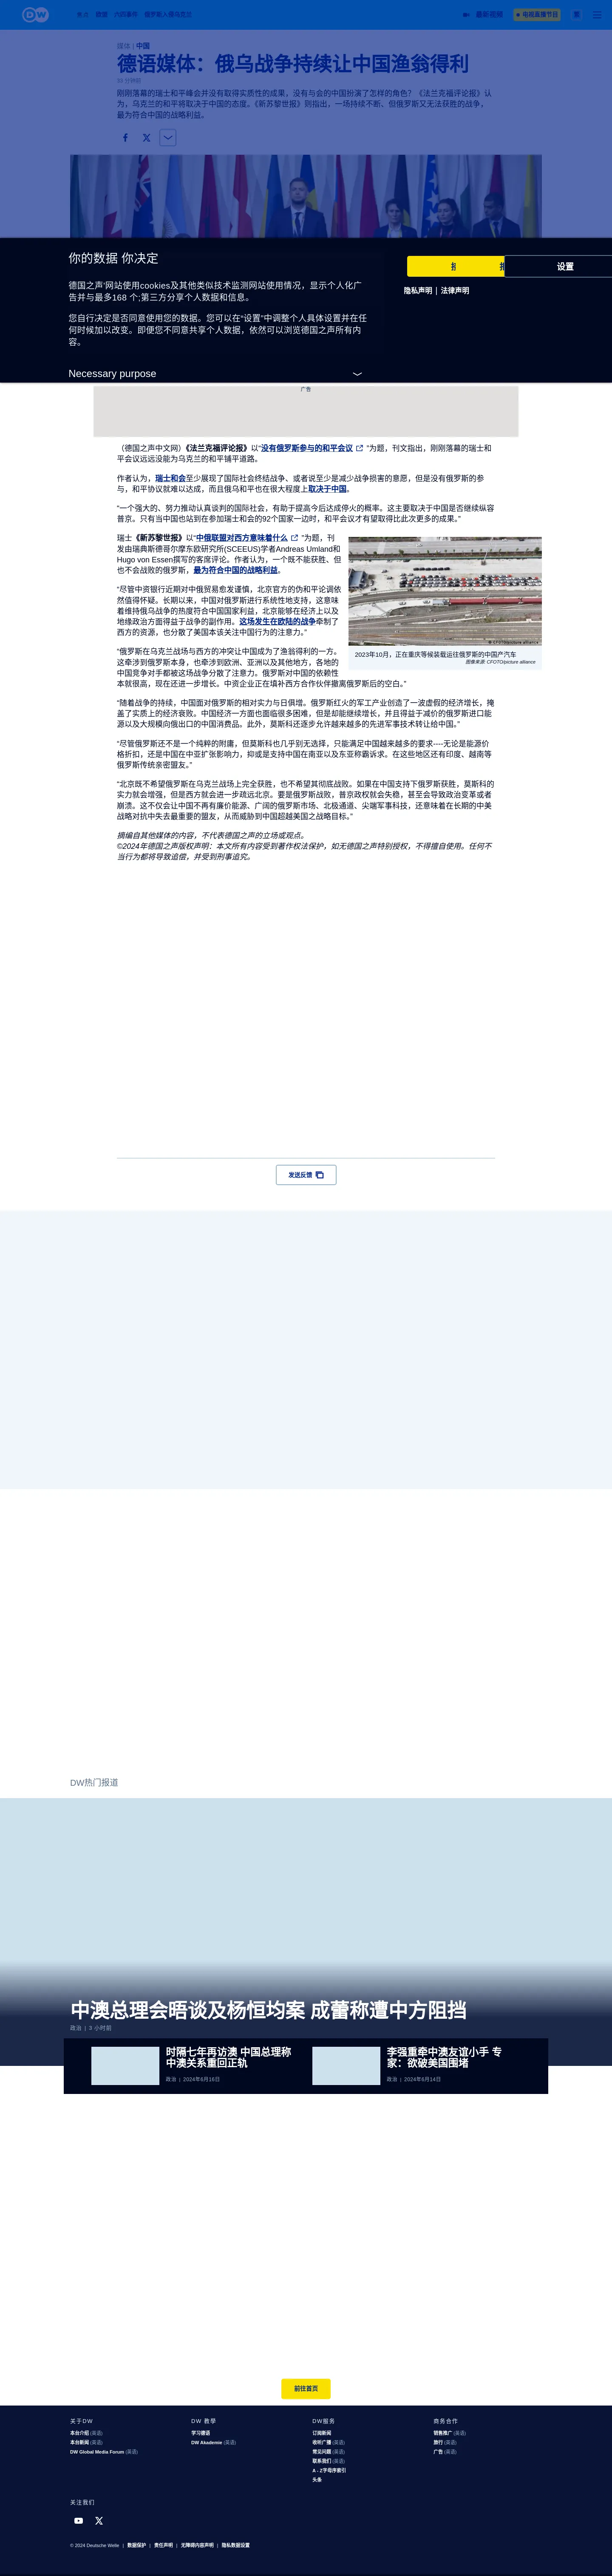 DW
最新视频
电视直播节目
媒体 | 中国
德语媒体：俄乌战争持续让中国渔翁得利
刚刚落幕的瑞士和平峰会并没有取得实质性的成果，没有与会的中国扮演了怎样的角色？《法兰克福评论报》认
为，乌克兰的和平将取决于中国的态度。《新苏黎世报》则指出，一场持续不断、但俄罗斯又无法获胜的战争，
最为符合中国的战略利益。
你的数据 你决定
设置
德国之声'网站使用cookies及其他类似技术监测网站使用情况，显示个人化广
告并与最多168 个;第三方分享个人数据和信息。
隐私声明 | 法律声明
您自行决定是否同意使用您的数据。您可以在“设置”中调整个人具体设置并在任
何时候加以改变。即便您不同意共享个人数据，依然可以浏览德国之声所有内
容。
Necessary purpose
广告
（德国之声中文网）《法兰克福评论报》以“没有俄罗斯参与的和平会议 ”为题，刊文指出，刚刚落幕的瑞士和
平会议远远没能为乌克兰的和平铺平道路。
作者认为，瑞士和会至少展现了国际社会终结战争、或者说至少是减少战争损害的意愿，但是没有俄罗斯的参
与，和平协议就难以达成，而且俄乌和平也在很大程度上取决于中国。
“一个强大的、努力推动认真谈判的国际社会，有助于提高今后达成停火的概率。这主要取决于中国是否继续纵容
普京。只有当中国也站到在参加瑞士和会的92个国家一边时，和平会议才有望取得比此次更多的成果。”
瑞士《新苏黎世报》以“中俄联盟对西方意味着什么 ”为题，刊
发由瑞典斯德哥尔摩东欧研究所(SCEEUS)学者Andreas Umland和
Hugo von Essen撰写的客席评论。作者认为，一个既不能获胜、但
也不会战败的俄罗斯，最为符合中国的战略利益。
“尽管中资银行近期对中俄贸易愈发谨慎，北京官方的伪和平论调依
然值得怀疑。长期以来，中国对俄罗斯进行系统性地支持，这意味
着维持俄乌战争的热度符合中国国家利益，北京能够在经济上以及
地缘政治方面得益于战争的副作用。这场发生在欧陆的战争牵制了
西方的资源，也分散了美国本该关注中国行为的注意力。”
© CFOTO/picture alliance
2023年10月，正在重庆等候装载运往俄罗斯的中国产汽车
图像来源: CFOTO/picture alliance
“俄罗斯在乌克兰战场与西方的冲突让中国成为了渔翁得利的一方。
这牵涉到俄罗斯本身，也牵涉到欧洲、亚洲以及其他地方，各地的
中国竞争对手都被这场战争分散了注意力。俄罗斯对中国的依赖性
本就很高，现在还进一步增长。中资企业正在填补西方合作伙伴撤离俄罗斯后的空白。”
“随着战争的持续，中国面对俄罗斯的相对实力与日俱增。俄罗斯红火的军工产业创造了一波虚假的经济增长，掩
盖了实质上的经济衰败。中国经济一方面也面临很多困难，但是却能继续增长，并且得益于减价的俄罗斯进口能
源以及大规模向俄出口的中国消费品。此外，莫斯科还逐步允许越来越多的先进军事技术转让给中国。”
“尽管俄罗斯还不是一个纯粹的附庸，但莫斯科也几乎别无选择，只能满足中国越来越多的要求----无论是能源价
格折扣，还是中国在中亚扩张影响力，抑或是支持中国在南亚以及东亚称霸诉求。在这些地区还有印度、越南等
俄罗斯传统亲密盟友。”
“北京既不希望俄罗斯在乌克兰战场上完全获胜，也不希望其彻底战败。如果在中国支持下俄罗斯获胜，莫斯科的
实力就会增强，但是西方就会进一步疏远北京。要是俄罗斯战败，普京政权就会失稳，甚至会导致政治变革或者
崩溃。这不仅会让中国不再有廉价能源、广阔的俄罗斯市场、北极通道、尖端军事科技，还意味着在长期的中美
战略对抗中失去最重要的盟友，从而威胁到中国超越美国之战略目标。”
摘编自其他媒体的内容，不代表德国之声的立场或观点。
©2024年德国之声版权声明：本文所有内容受到著作权法保护，如无德国之声特别授权，不得擅自使用。任何不
当行为都将导致追偿，并受到刑事追究。
发送反馈
DW热门报道
中澳总理会晤谈及杨恒均案 成蕾称遭中方阻挡
政治 | 3 小时前
时隔七年再访澳 中国总理称
中澳关系重回正轨
政治 | 2024年6月16日
李强重牵中澳友谊小手 专
家：欲破美国围堵
政治 | 2024年6月14日
前往首页
关于DW
本台介绍 (英语)
本台新闻 (英语)
DW Global Media Forum (英语)
DW 教學
学习德语
DW Akademie (英语)
DW服务
订阅新闻
收听广播 (英语)
常见问题 (英语)
联系我们 (英语)
A - Z字母序索引
头条
商务合作
销售推广 (英语)
旅行 (英语)
广告 (英语)
关注我们
© 2024 Deutsche Welle | 数据保护 | 责任声明 | 无障碍内容声明 | 隐私数据设置